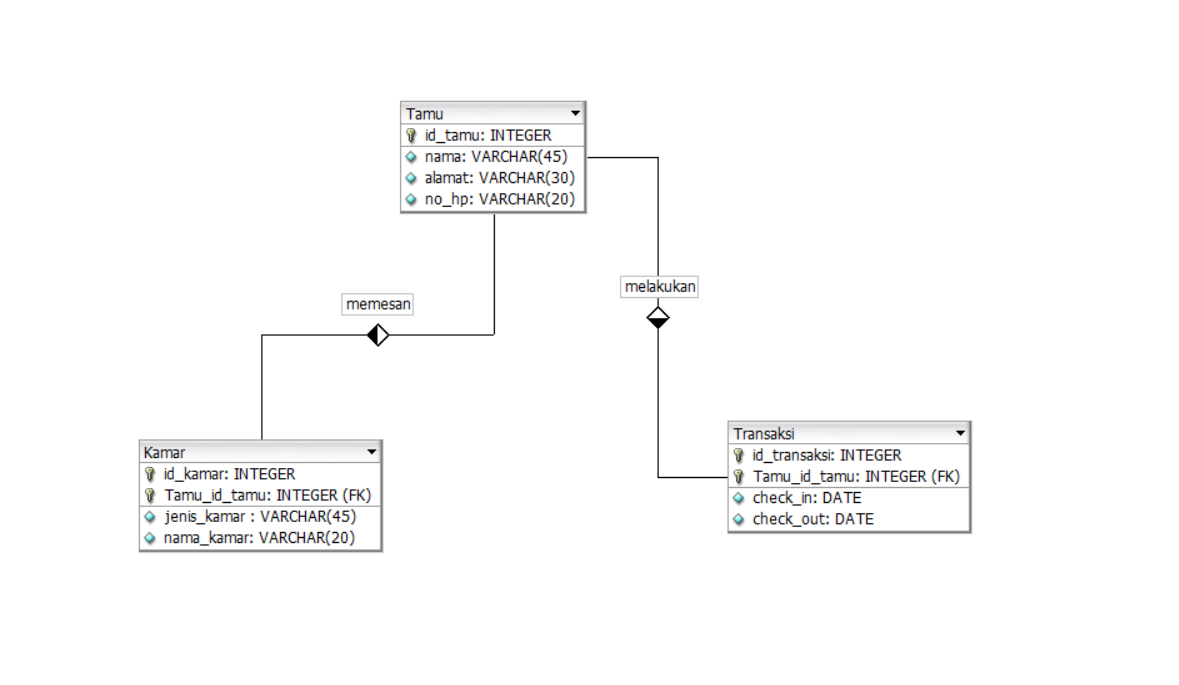 Tamu
id_tamu: INTEGER
nama: VARCHAR(45)
alamat: VARCHAR(30)
no_hp: VARCHAR(20)
melakukan
memesan
Kamar
id_kamar: INTEGER
Tamu_id_tamu: INTEGER (FK)
jenis_kamar : VARCHAR(45)
nama_kamar: VARCHAR(20)
Transaksi
id_transaksi: INTEGER
Tamu_id_tamu: INTEGER (FK)
check_in: DATE
check_out: DATE